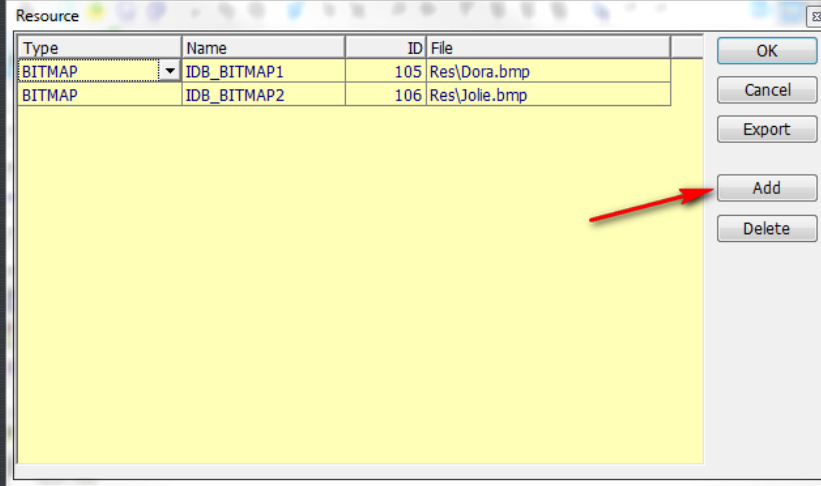 Resource
Type Name ID File
BITMAP IDB_BITMAP1 105 Res\Dora.bmp
BITMAP IDB_BITMAP2 106 Res\Jolie.bmp
OK
Cancel
Export
Add
Delete